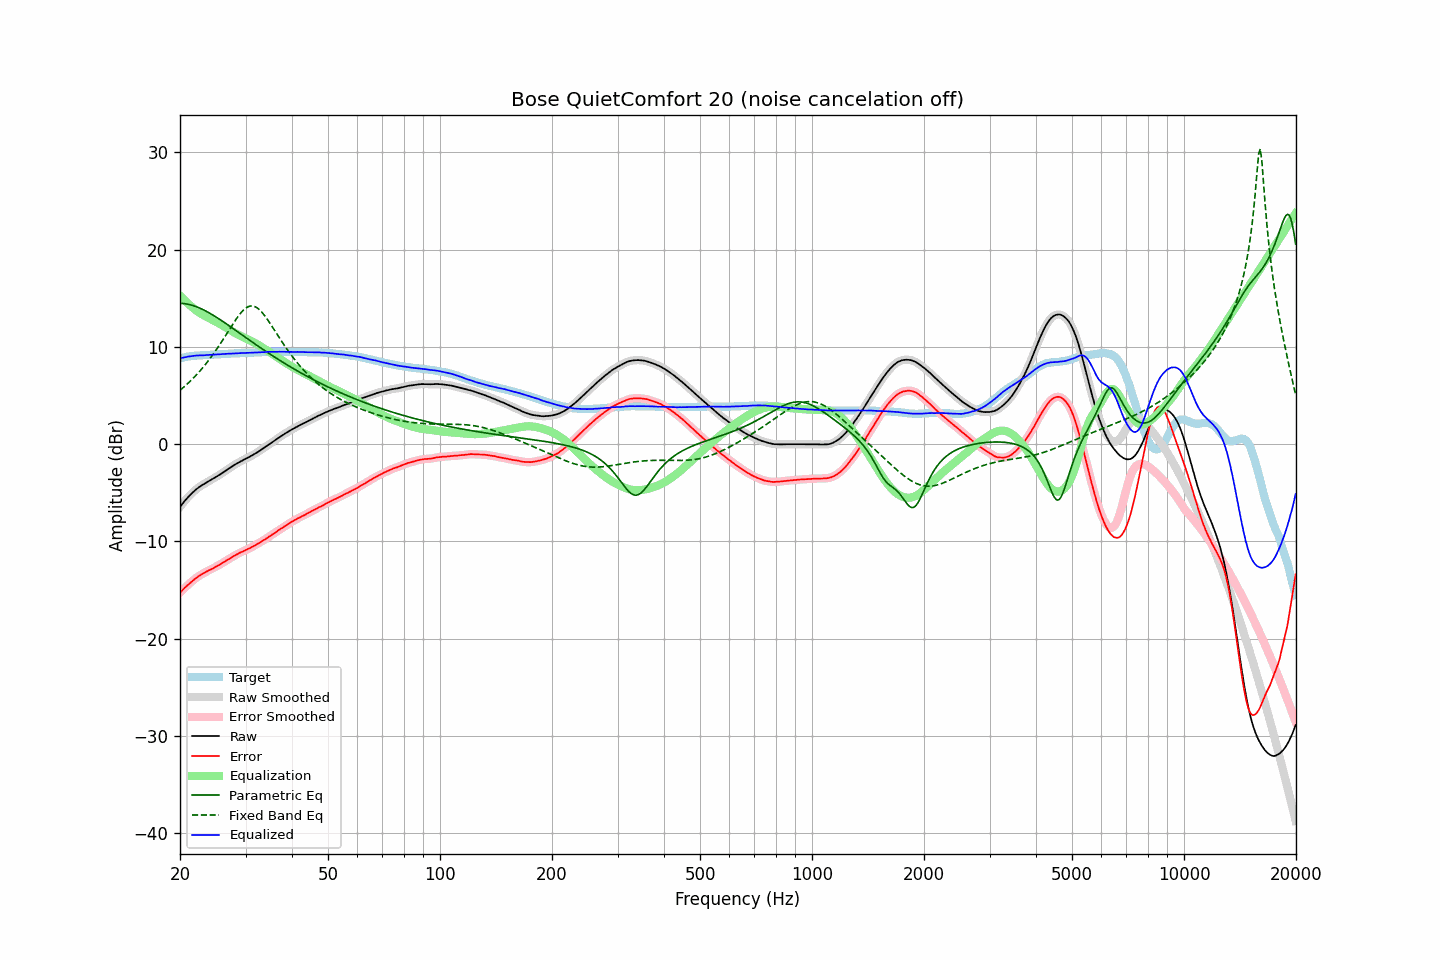 Bose QuietComfort 20 (noise cancelation off)
30
20
10
0
−10
−20
−30
−40
Amplitude (dBr)
Target
Raw Smoothed
Error Smoothed
Raw
Error
Equalization
Parametric Eq
Fixed Band Eq
Equalized
20 50 100 200 500 1000 2000 5000 10000 20000
Frequency (Hz)